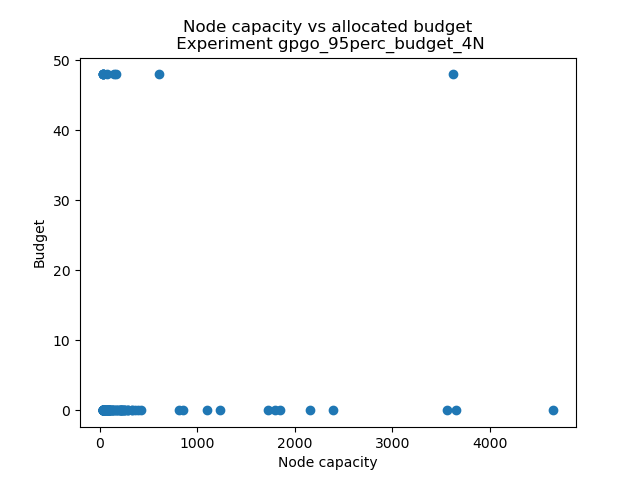 Node capacity vs allocated budget
Experiment gpgo_95perc_budget_4N
50
40
30
20
10
0
Budget
0 1000 2000 3000 4000
Node capacity